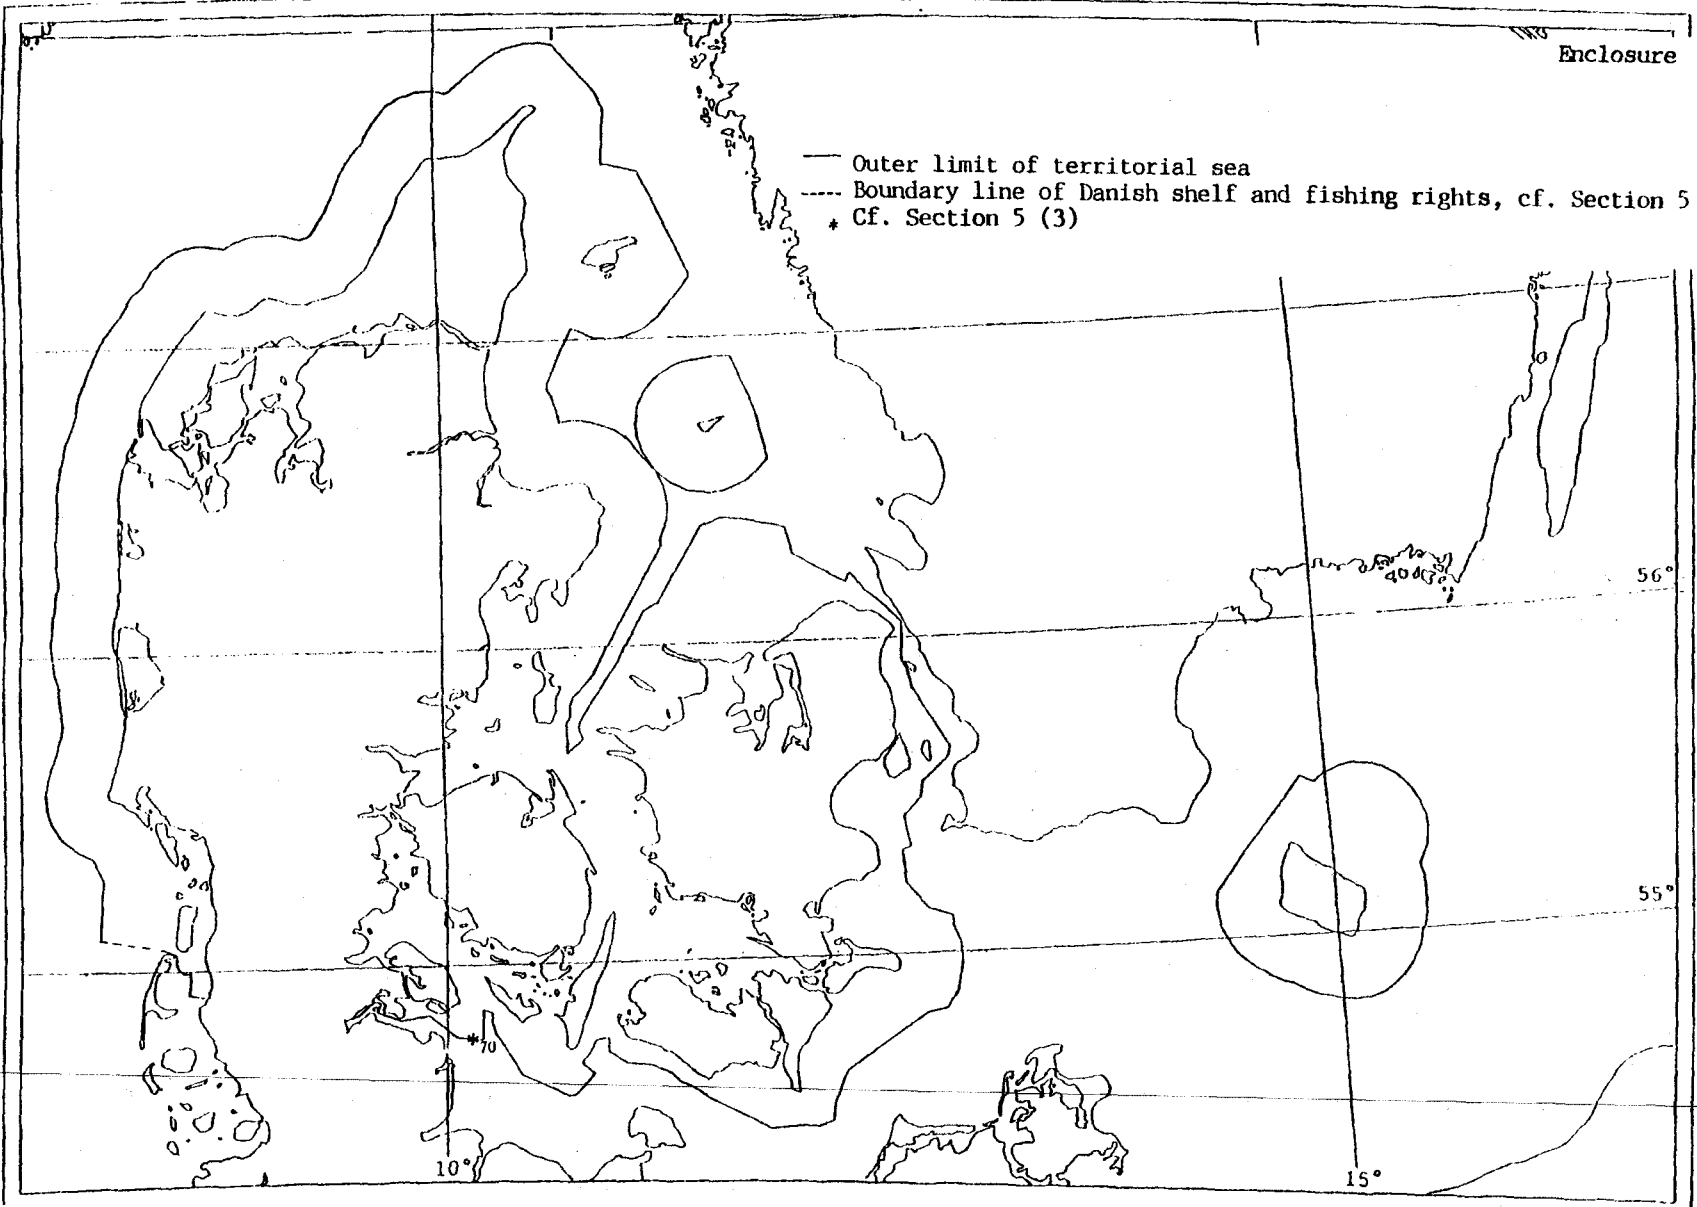 Enclosure
Outer limit of territorial sea
Boundary line of Danish shelf and fishing rights, cf. Section 5
* Cf. Section 5 (3)
56°
55°
*70
10°
15°